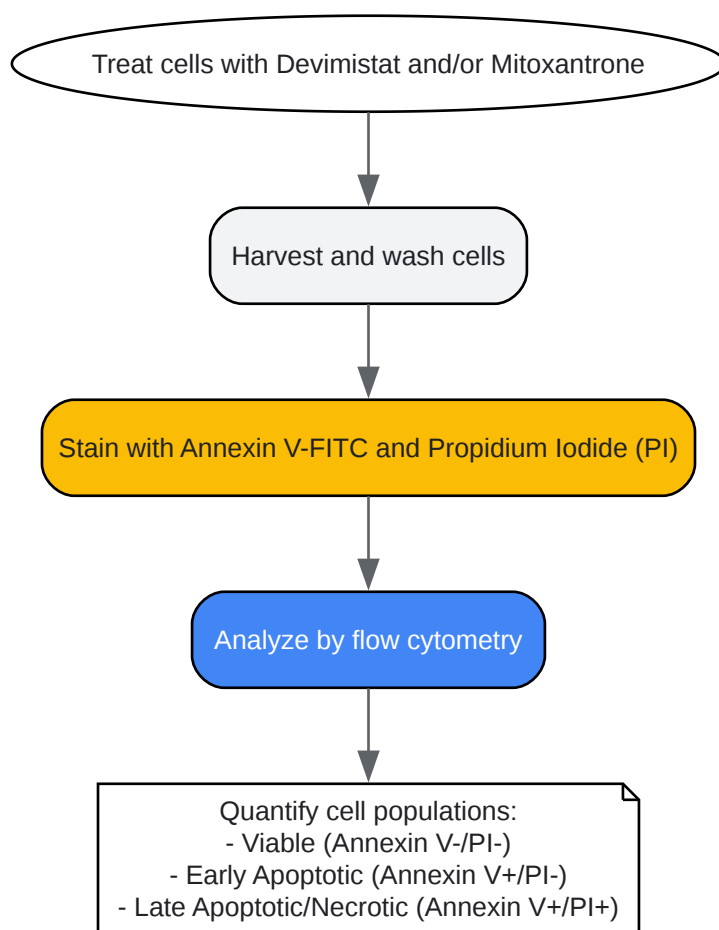 Treat cells with Devimistat and/or Mitoxantrone
Harvest and wash cells
Stain with Annexin V-FITC and Propidium Iodide (PI)
Analyze by flow cytometry
Quantify cell populations:
- Viable (Annexin V-/PI-)
- Early Apoptotic (Annexin V+/PI-)
- Late Apoptotic/Necrotic (Annexin V+/PI+)